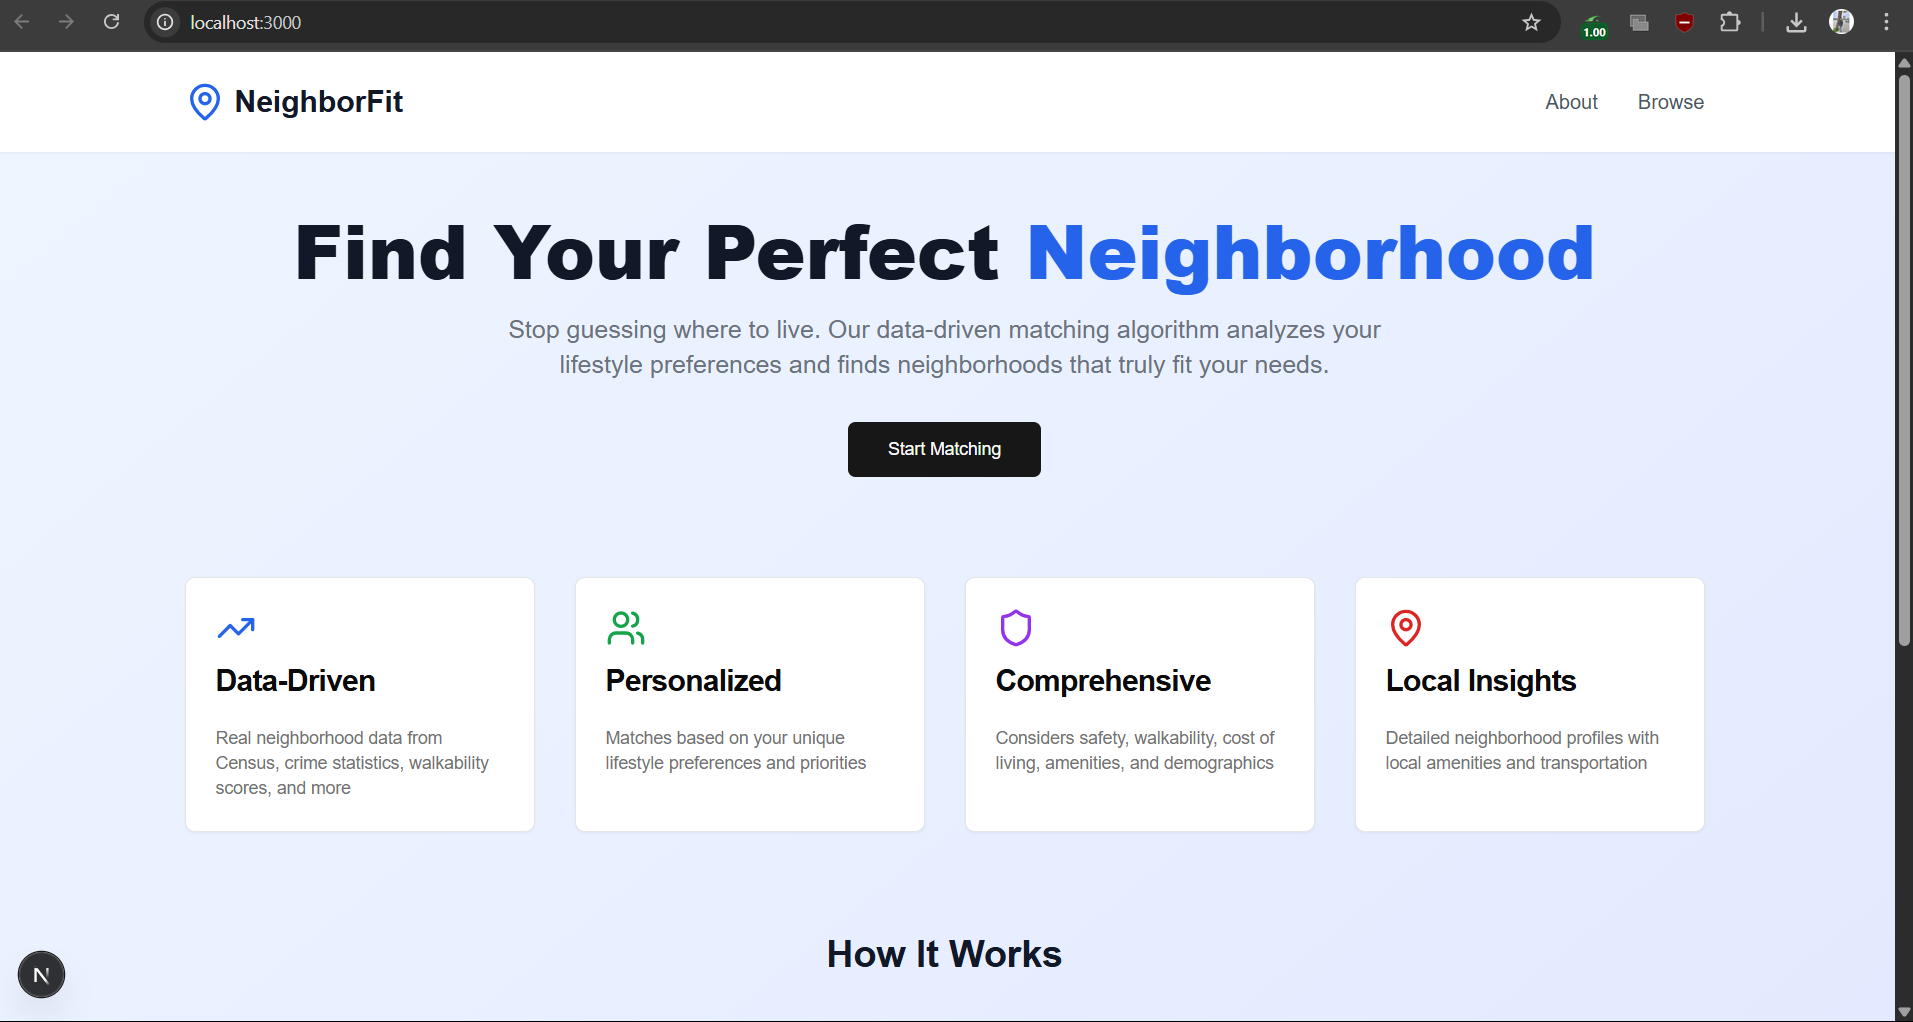 localhost:3000
1.00
NeighborFit
About
Browse
Find Your Perfect Neighborhood
Stop guessing where to live. Our data-driven matching algorithm analyzes your
lifestyle preferences and finds neighborhoods that truly fit your needs.
Start Matching
Data-Driven
Real neighborhood data from
Census, crime statistics, walkability
scores, and more
Personalized
Matches based on your unique
lifestyle preferences and priorities
Comprehensive
Considers safety, walkability, cost of
living, amenities, and demographics
Local Insights
Detailed neighborhood profiles with
local amenities and transportation
How It Works
N